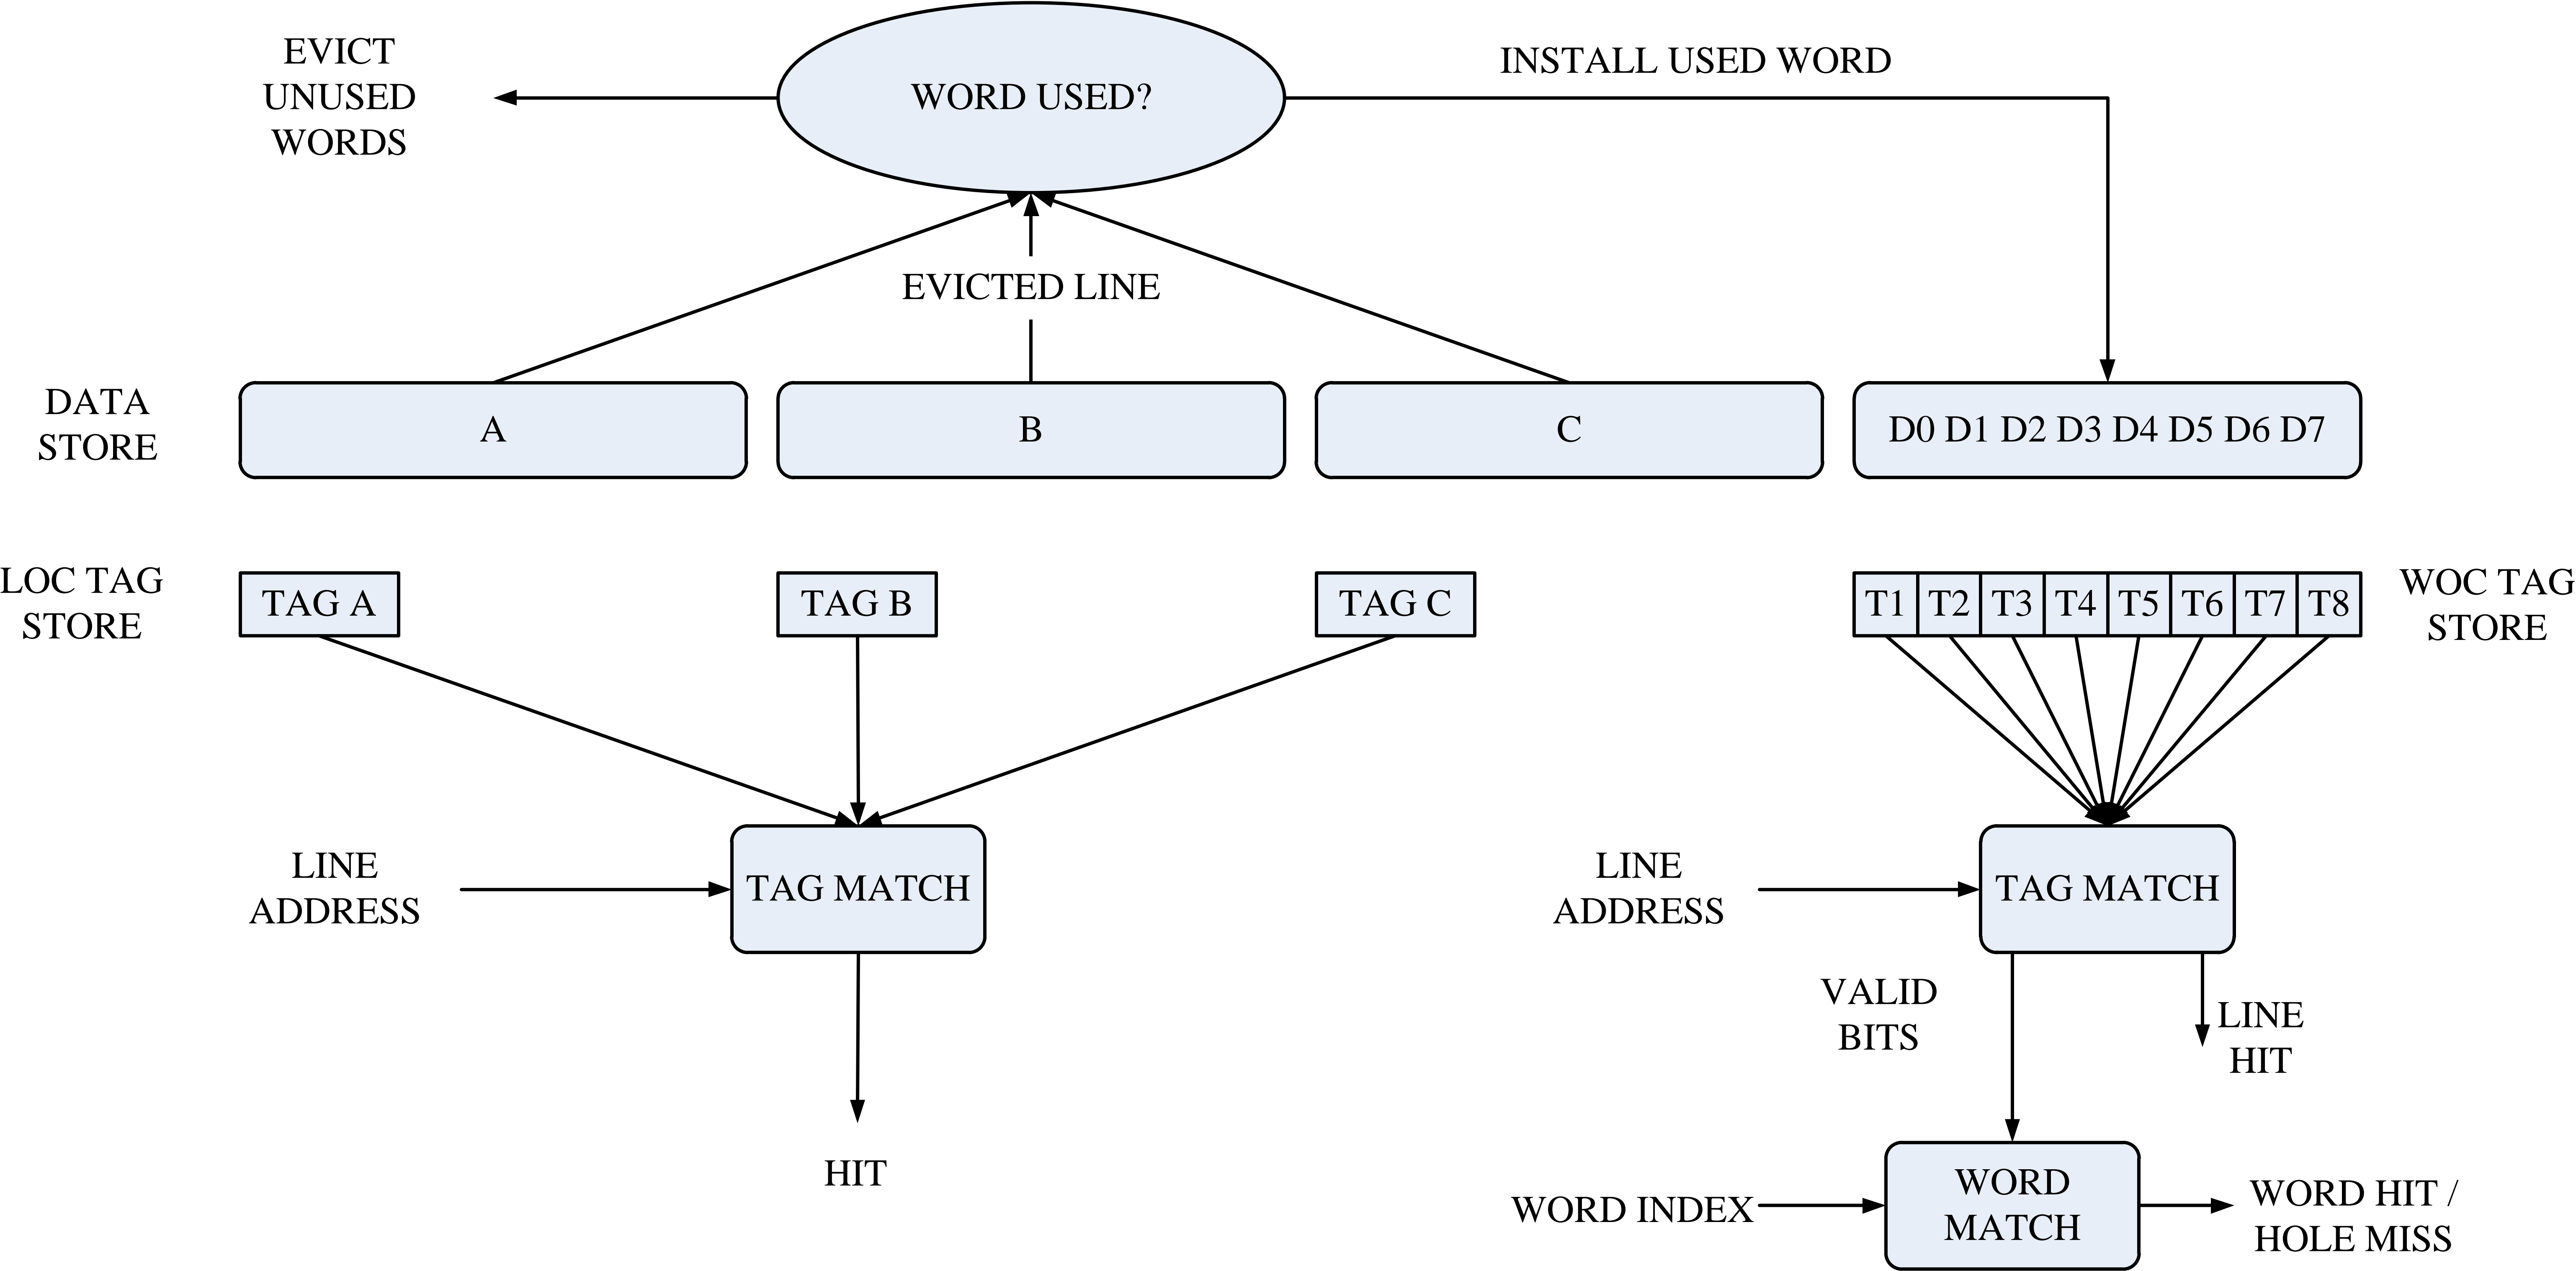 EVICT
UNUSED
WORDS
WORD USED?
INSTALL USED WORD
EVICTED LINE
DATA
STORE
A
B
C
D0 D1 D2 D3 D4 D5 D6 D7
LOC TAG
STORE
TAG A
TAG B
TAG C
T1 T2 T3 T4 T5 T6 T7 T8
WOC TAG
STORE
LINE
ADDRESS
TAG MATCH
LINE
ADDRESS
TAG MATCH
VALID
BITS
LINE
HIT
HIT
WORD INDEX
WORD
MATCH
WORD HIT /
HOLE MISS